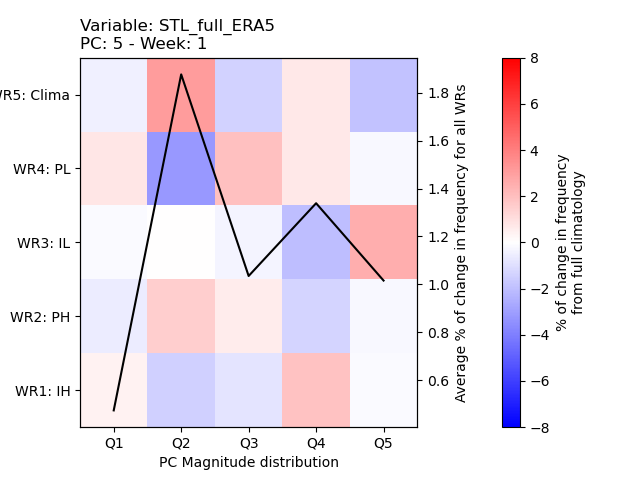 Variable: STL_full_ERA5
PC: 5 - Week: 1
WR5: Clima
WR4: PL
WR3: IL
WR2: PH
WR1: IH
Q1 Q2 Q3 Q4 Q5
PC Magnitude distribution
1.8
1.6
1.4
1.2
1.0
0.8
0.6
Average % of change in frequency for all WRs
8
6
4
2
0
−2
−4
−6
−8
% of change in frequency
from full climatology